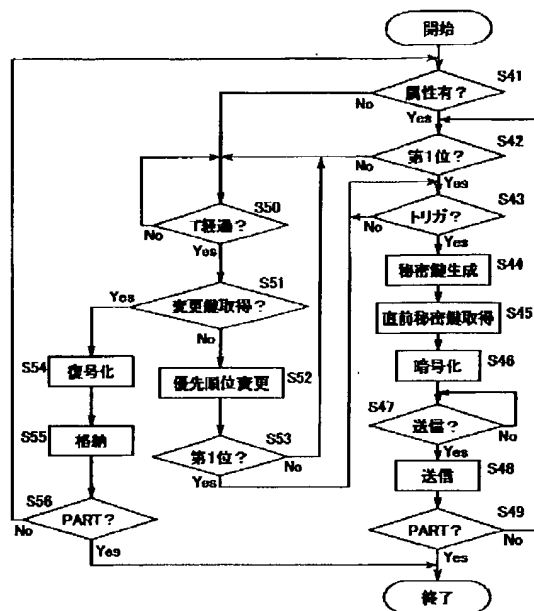 開始
S41
属性有?
No
Yes
S42
第1位?
No
Yes
S43
トリガ?
No
Yes
S44
秘密鍵生成
S45
直前秘密鍵取得
S46
暗号化
S47
送信?
No
Yes
S48
送信
S49
PART?
No
Yes
終了
S50
T経過?
No
Yes
S51
変更鍵取得?
Yes
No
S52
優先順位変更
S53
第1位?
No
Yes
S54
復号化
S55
格納
S56
PART?
No
Yes